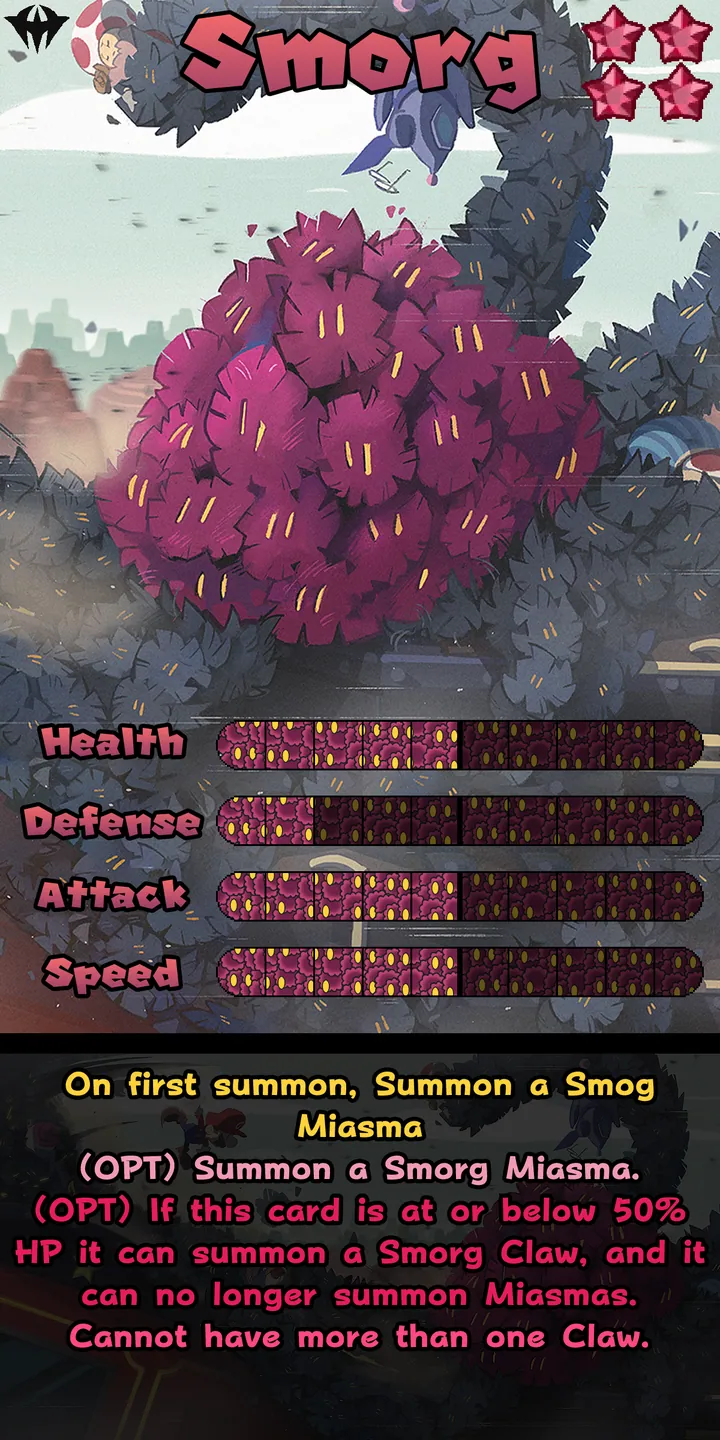 Smorg
Health
Defense
Attack
Speed
On first summon, Summon a Smog
Miasma
(OPT) Summon a Smorg Miasma.
(OPT) If this card is at or below 50%
HP it can summon a Smorg Claw, and it
can no longer summon Miasmas.
Cannot have more than one Claw.